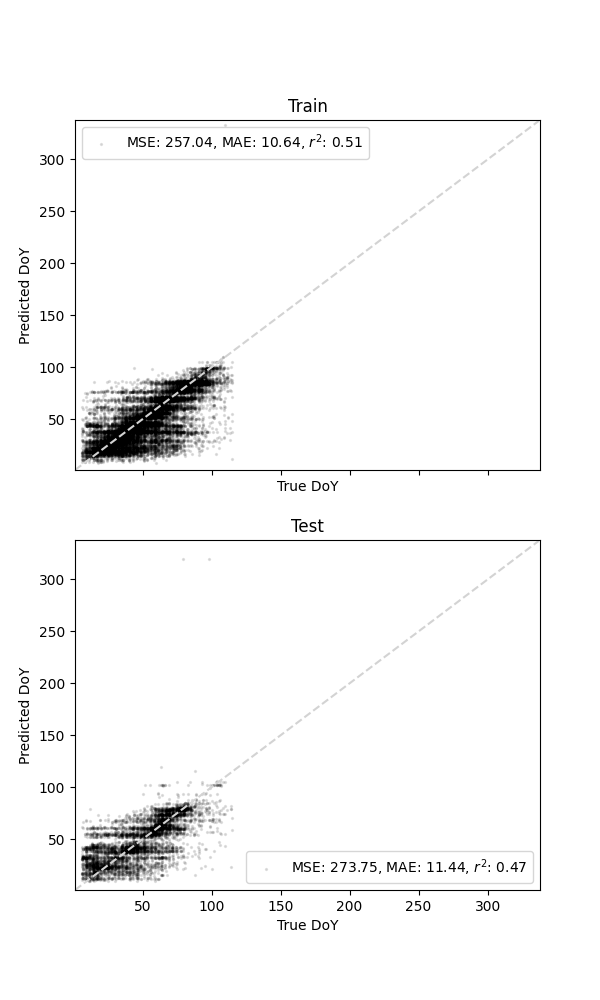 Train
MSE: 257.04, MAE: 10.64, r²: 0.51
300
250
200
150
100
50
Predicted DoY
True DoY
Test
300
250
200
150
100
50
Predicted DoY
MSE: 273.75, MAE: 11.44, r²: 0.47
50 100 150 200 250 300
True DoY